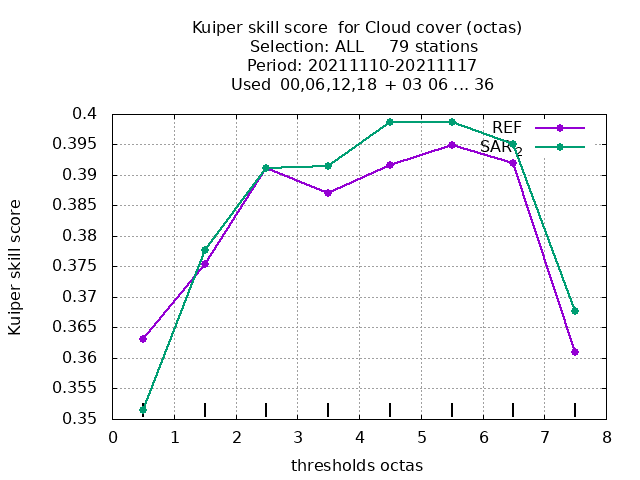 Kuiper skill score  for Cloud cover (octas)
Selection: ALL     79 stations
Period: 20211110-20211117
Used  00,06,12,18  + 03 06 ... 36
Kuiper skill score
0.4
0.395
0.39
0.385
0.38
0.375
0.37
0.365
0.36
0.355
0.35
REF
SAR_2
0 1 2 3 4 5 6 7 8
thresholds octas